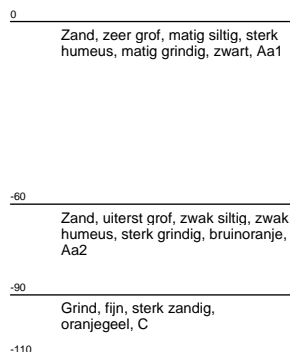 0
Zand, zeer grof, matig siltig, sterk
humeus, matig grindig, zwart, Aa1
-60
Zand, uiterst grof, zwak siltig, zwak
humeus, sterk grindig, bruinoranje,
Aa2
-90
Grind, fijn, sterk zandig,
oranjegeel, C
-110